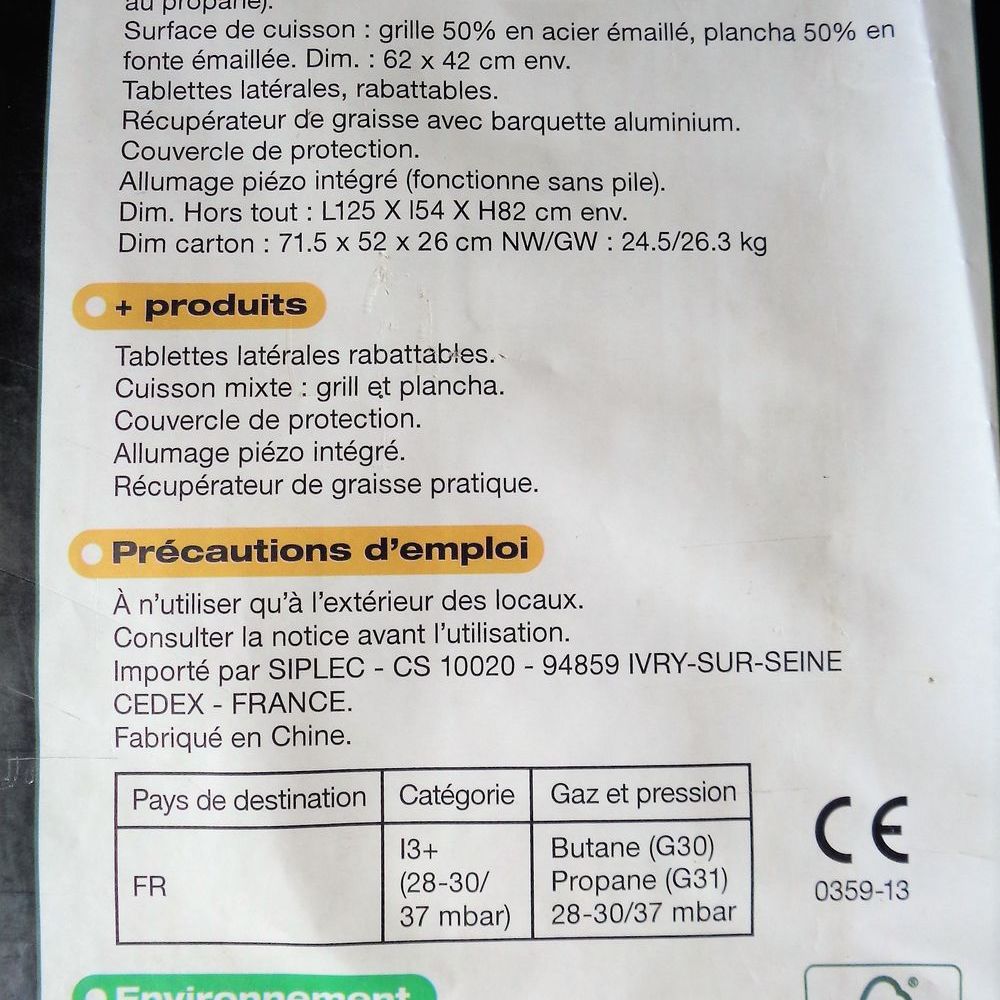 au propane).
Surface de cuisson : grille 50% en acier émaillé, plancha 50% en
fonte émaillée. Dim. : 62 x 42 cm env.
Tablettes latérales, rabattables.
Récupérateur de graisse avec barquette aluminium.
Couvercle de protection.
Allumage piézo intégré (fonctionne sans pile).
Dim. Hors tout : L125 X l54 X H82 cm env.
Dim carton : 71.5 x 52 x 26 cm NW/GW : 24.5/26.3 kg
+ produits
Tablettes latérales rabattables.
Cuisson mixte : grill et plancha.
Couvercle de protection.
Allumage piézo intégré.
Récupérateur de graisse pratique.
Précautions d'emploi
À n'utiliser qu'à l'extérieur des locaux.
Consulter la notice avant l'utilisation.
Importé par SIPLEC - CS 10020 - 94859 IVRY-SUR-SEINE
CEDEX - FRANCE.
Fabriqué en Chine.
Pays de destination Catégorie Gaz et pression
FR
I3+
(28-30/
37 mbar)
Butane (G30)
Propane (G31)
28-30/37 mbar
CE
0359-13
Environnement
®